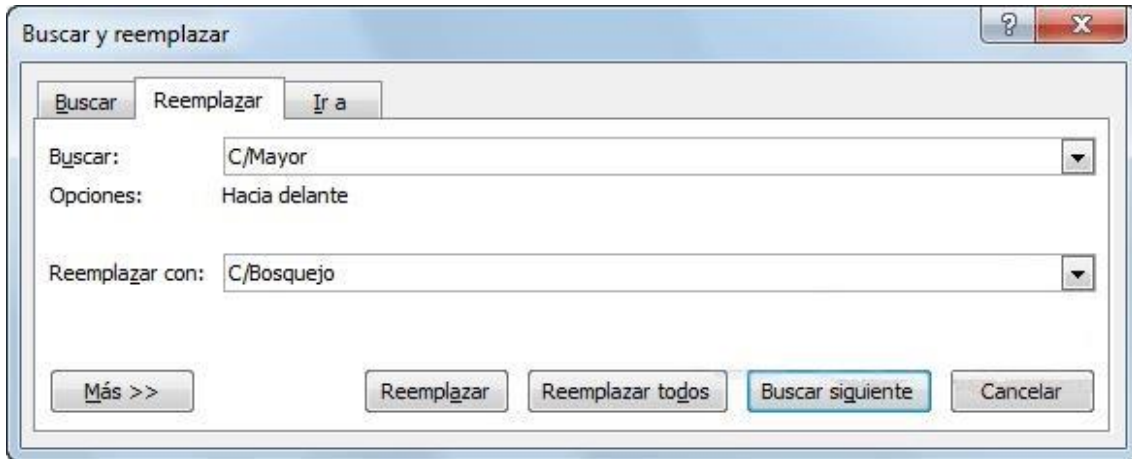 Buscar y reemplazar
Buscar Reemplazar Ir a
Buscar: C/Mayor
Opciones: Hacia delante
Reemplazar con: C/Bosquejo
Más >> Reemplazar Reemplazar todos Buscar siguiente Cancelar